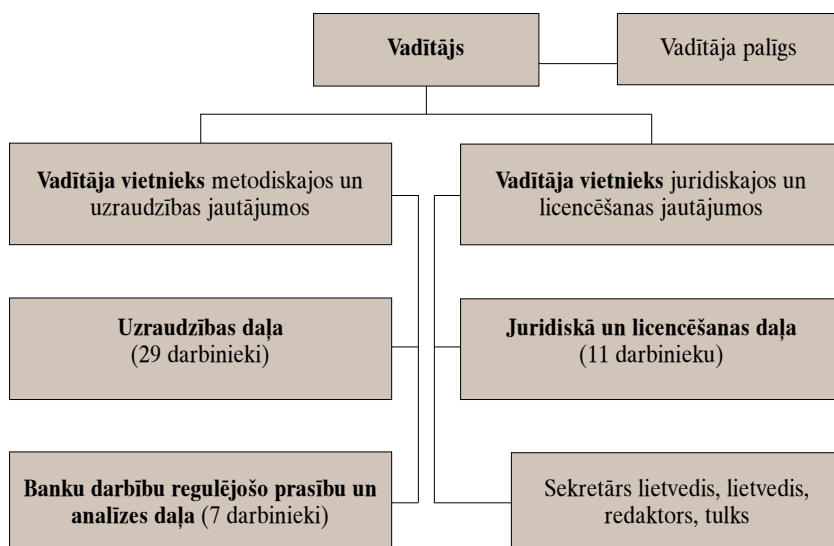 Vadītājs
Vadītāja palīgs
Vadītāja vietnieks metodiskajos un
uzraudzības jautājumos
Vadītāja vietnieks juridiskajos un
licencēšanas jautājumos
Uzraudzības daļa
(29 darbinieki)
Juridiskā un licencēšanas daļa
(11 darbinieku)
Banku darbību regulējošo prasību un
analīzes daļa (7 darbinieki)
Sekretārs lietvedis, lietvedis,
redaktors, tulks